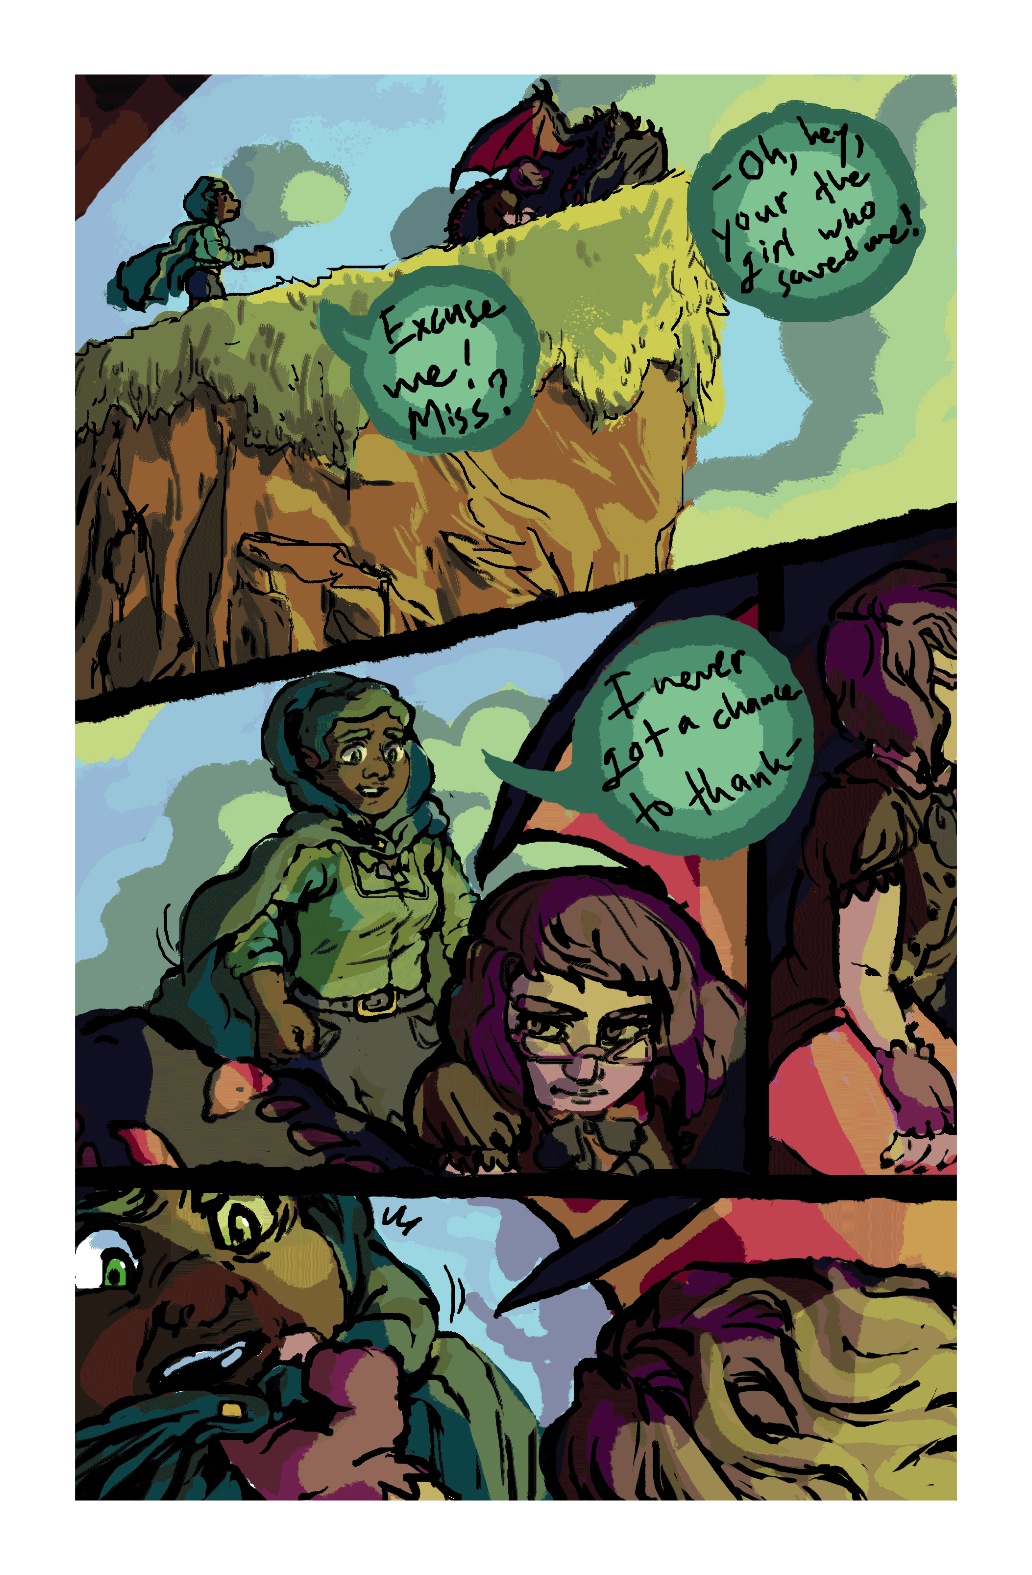 Excuse
me!
Miss?
-Oh, hey,
your the
girl who
saved me!
I never
got a chance
to thank-